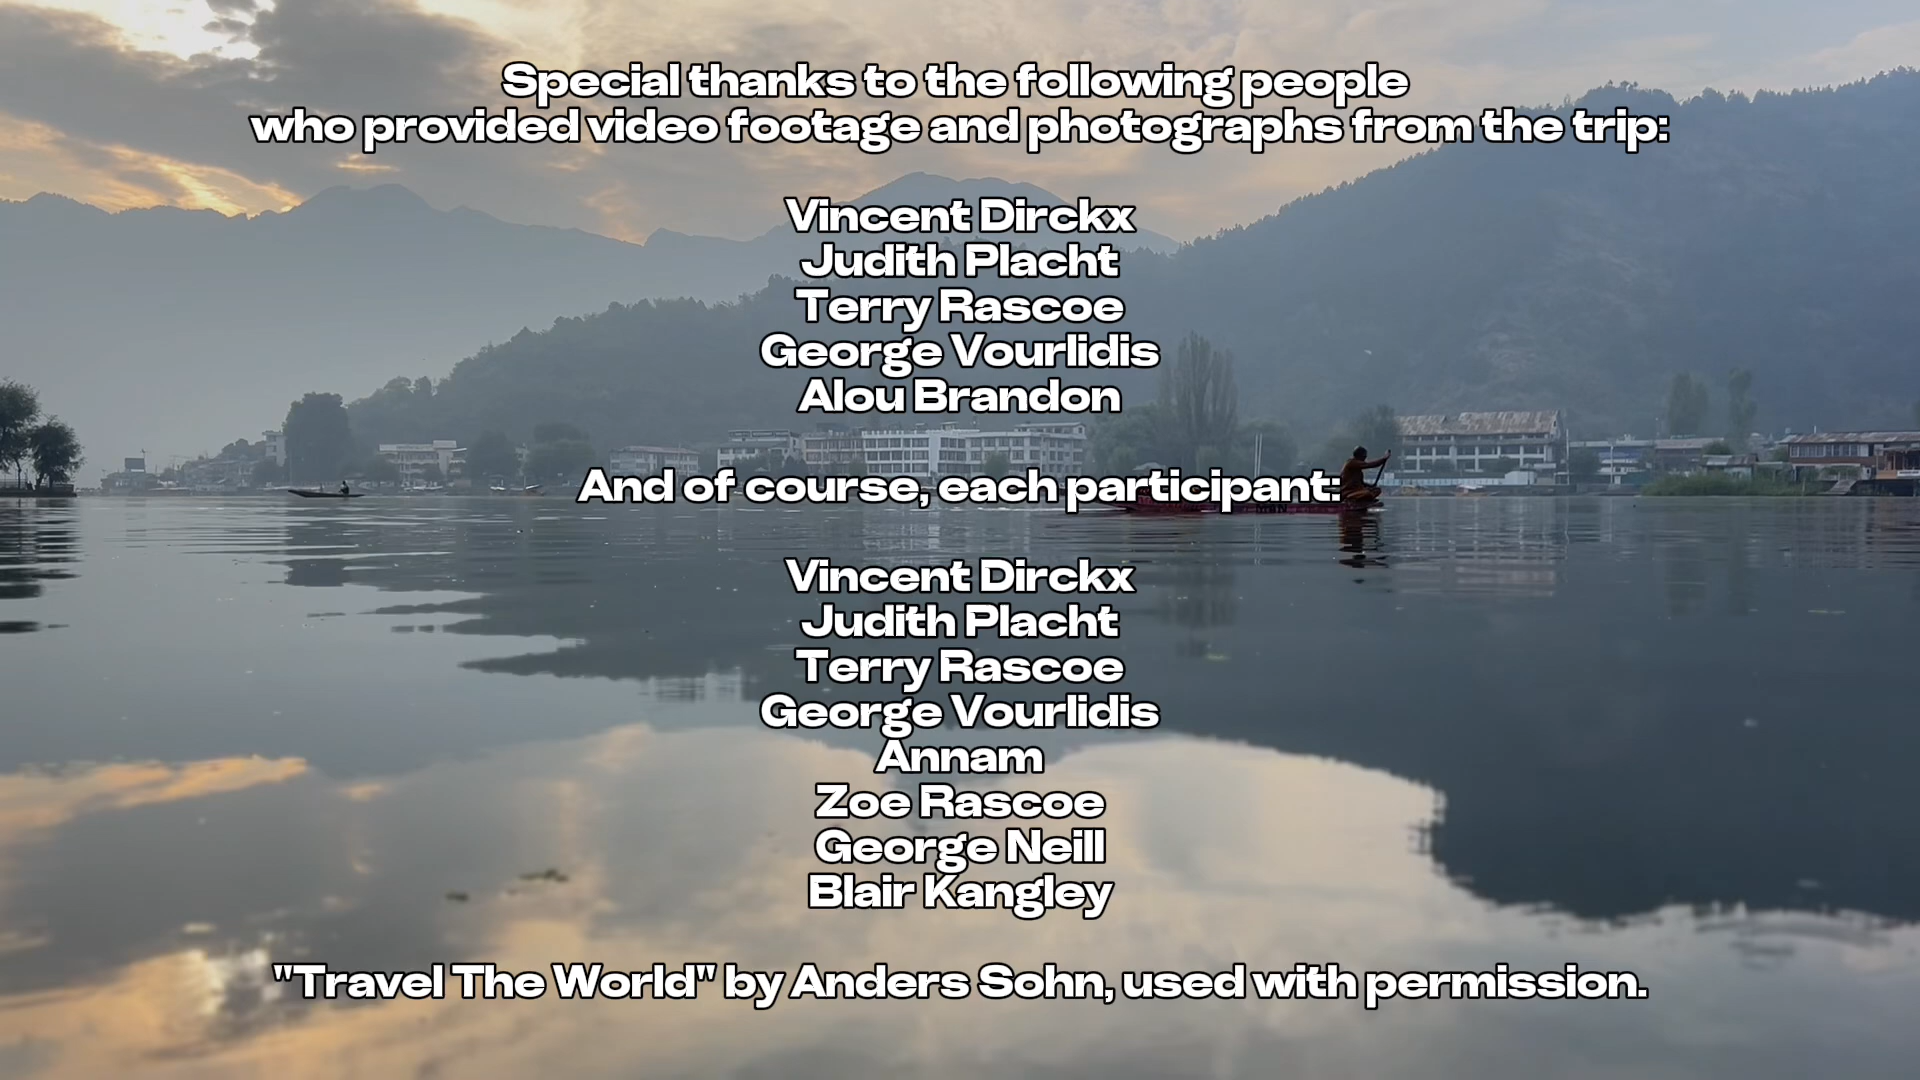 Special thanks to the following people
who provided video footage and photographs from the trip:
Vincent Dirckx
Judith Placht
Terry Rascoe
George Vourlidis
Alou Brandon
And of course, each participant:
Vincent Dirckx
Judith Placht
Terry Rascoe
George Vourlidis
Annam
Zoe Rascoe
George Neill
Blair Kangley
"Travel The World" by Anders Sohn, used with permission.